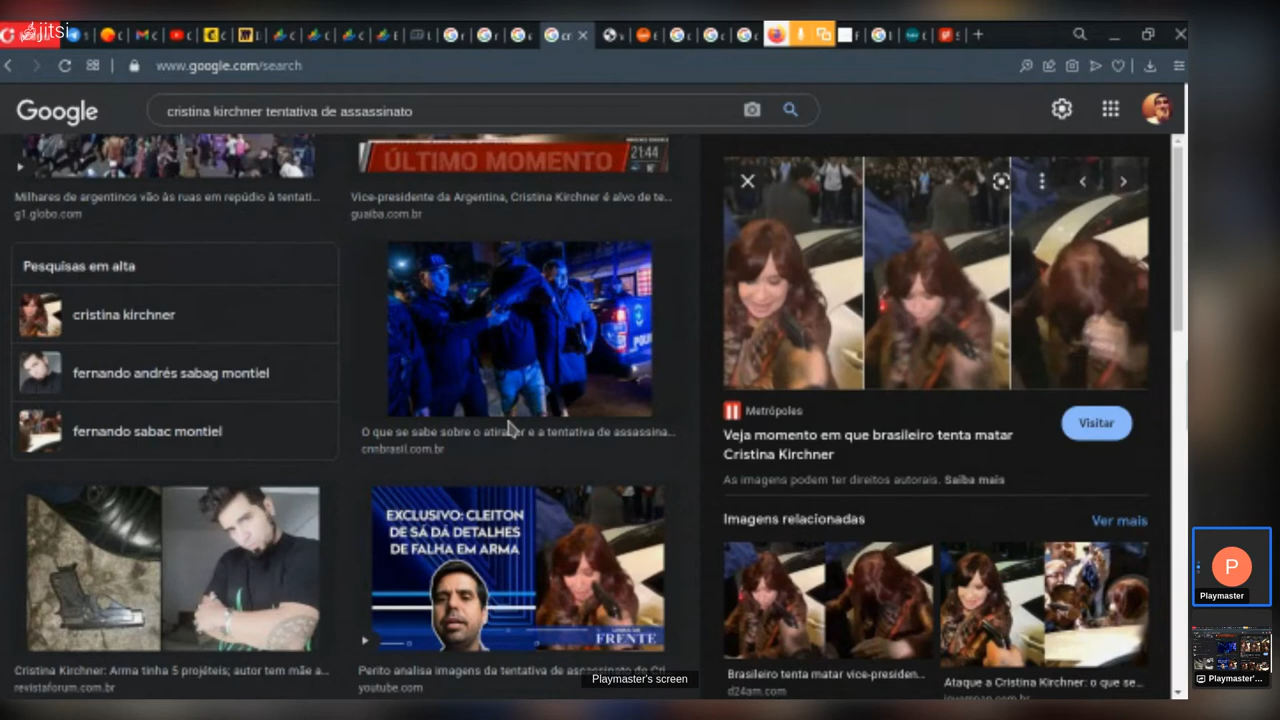 jitsi
www.google.com/search
Google
cristina kirchner tentativa de assassinato
ÚLTIMO MOMENTO
21:44
Milhares de argentinos vão às ruas em repúdio à tentati...
g1.globo.com
Vice-presidente da Argentina, Cristina Kirchner é alvo de te...
guaiba.com.br
Pesquisas em alta
cristina kirchner
fernando andrés sabag montiel
fernando sabac montiel
O que se sabe sobre o atirador e a tentativa de assassina...
cnnbrasil.com.br
EXCLUSIVO: CLEITON
DE SÁ DÁ DETALHES
DE FALHA EM ARMA
FRENTE
Cristina Kirchner: Arma tinha 5 projéteis; autor tem mãe a...
revistaforum.com.br
Perito analisa imagens da tentativa de assassinato de Cri...
youtube.com
Metrópoles
Veja momento em que brasileiro tenta matar
Cristina Kirchner
Visitar
As imagens podem ter direitos autorais. Saiba mais
Imagens relacionadas
Ver mais
Brasileiro tenta matar vice-presiden...
d24am.com
Ataque a Cristina Kirchner: o que se...
jovempan.com.br
Playmaster's screen
P
Playmaster
Playmaster'...